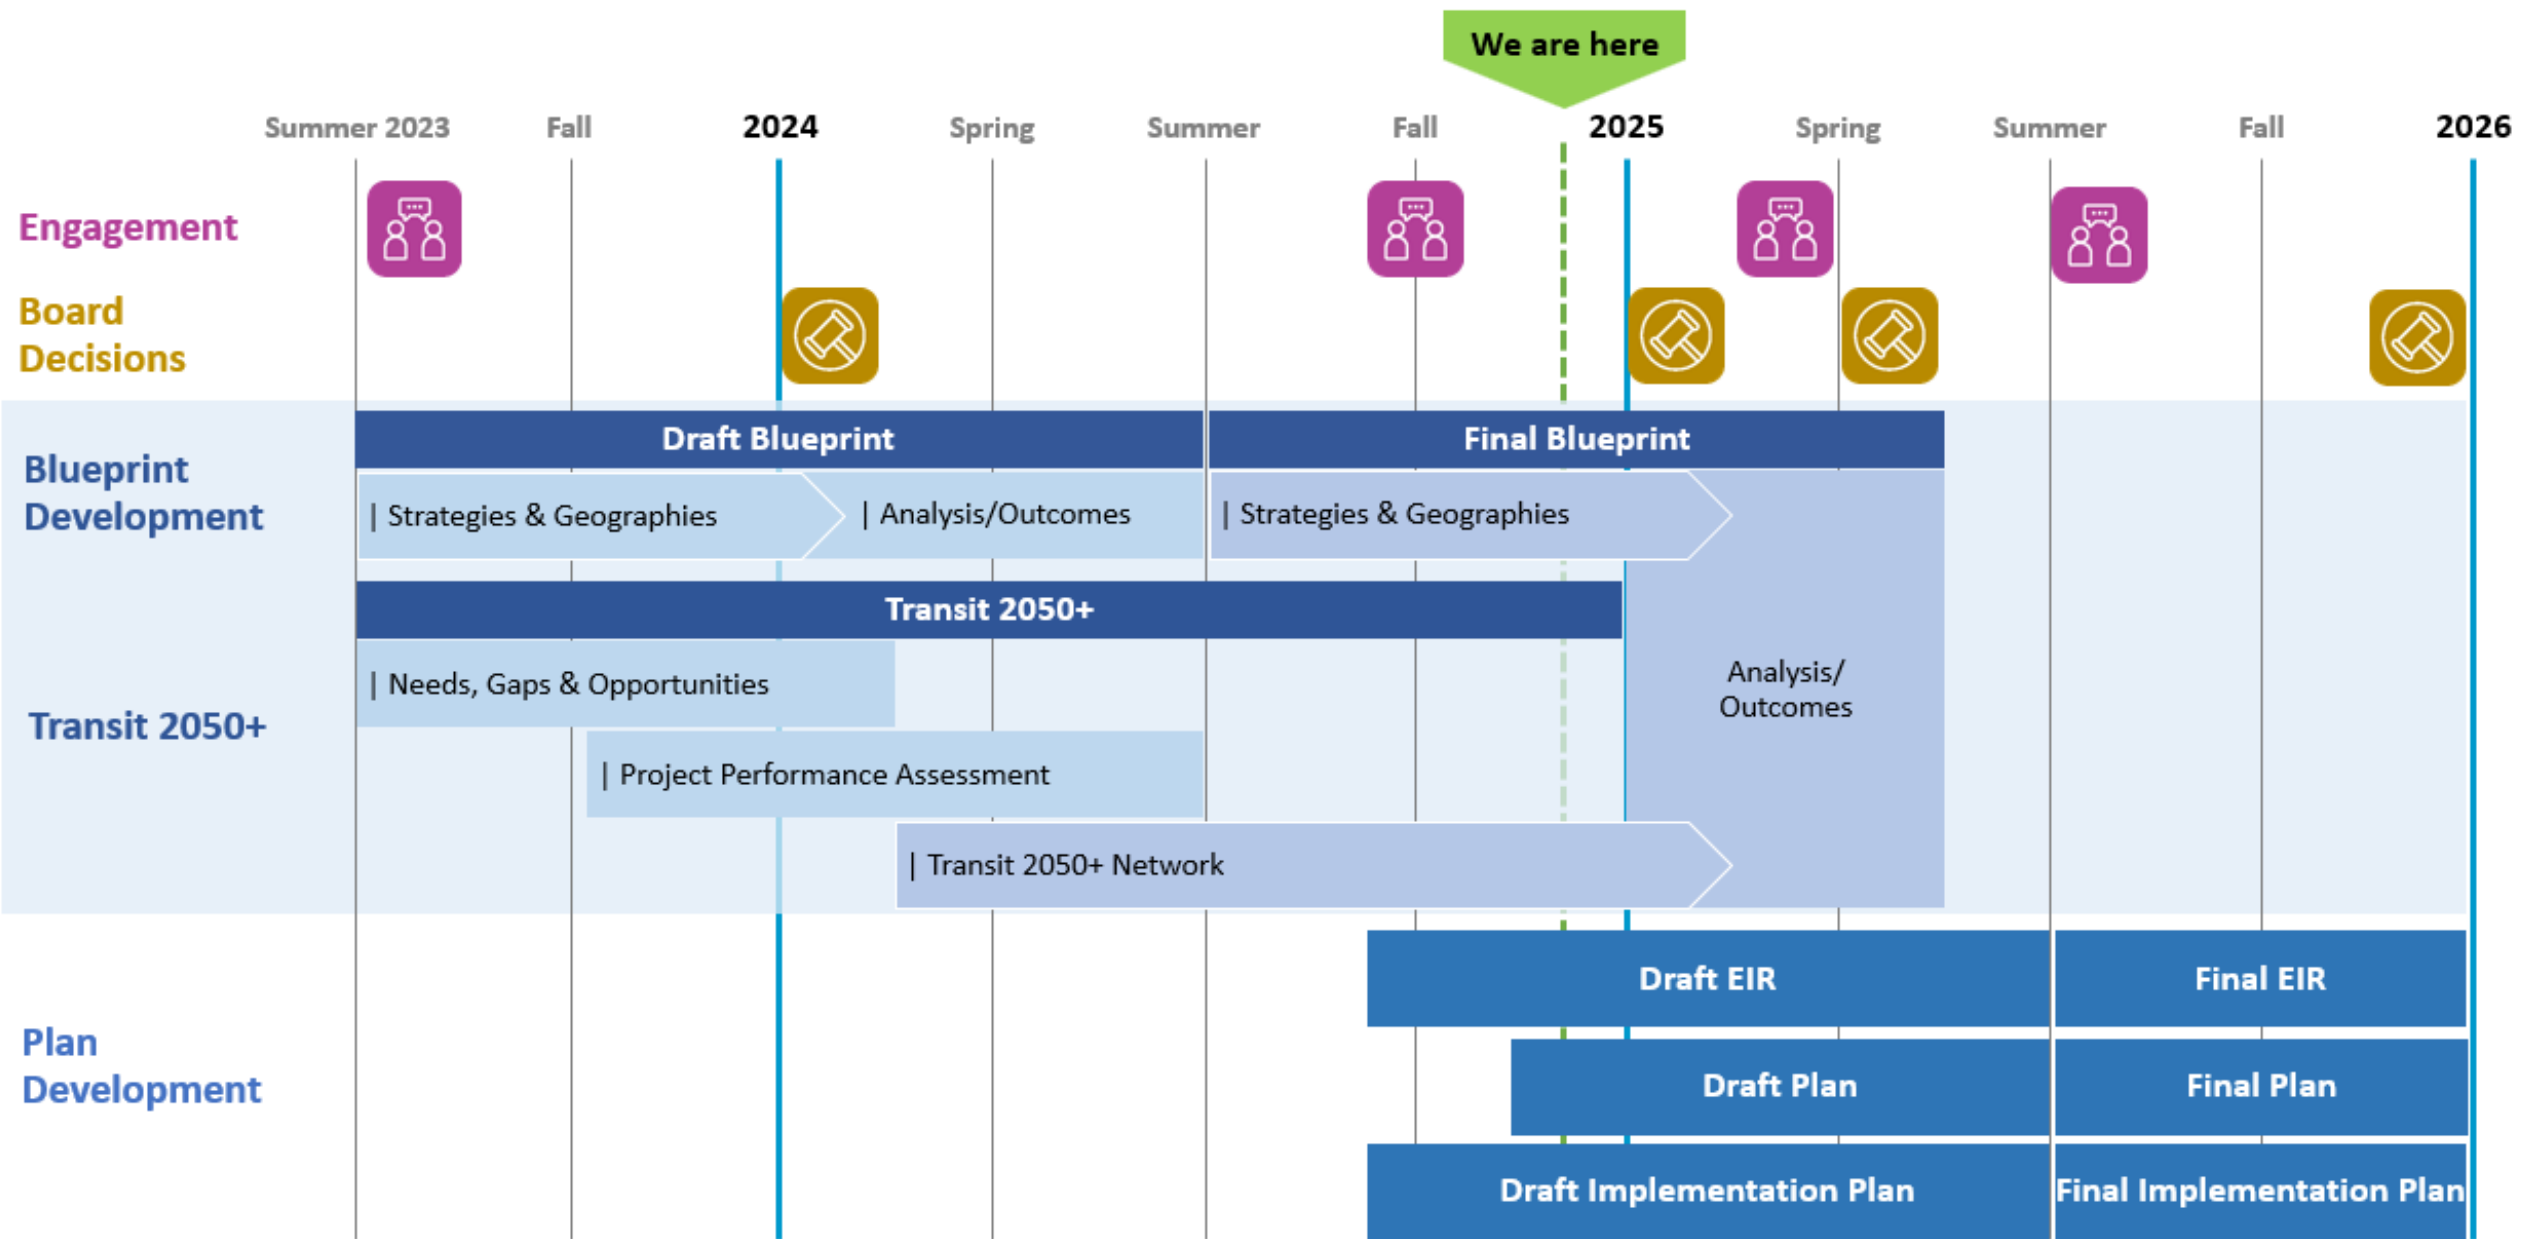 We are here
Summer 2023
Fall
2024
Spring
Summer
Fall
2025
Spring
Summer
Fall
2026
Engagement
Board
Decisions
Blueprint
Development
Draft Blueprint
Final Blueprint
| Strategies & Geographies
| Analysis/Outcomes
| Strategies & Geographies
Transit 2050+
Transit 2050+
| Needs, Gaps & Opportunities
| Project Performance Assessment
| Transit 2050+ Network
Analysis/
Outcomes
Plan
Development
Draft EIR
Final EIR
Draft Plan
Final Plan
Draft Implementation Plan
Final Implementation Plan